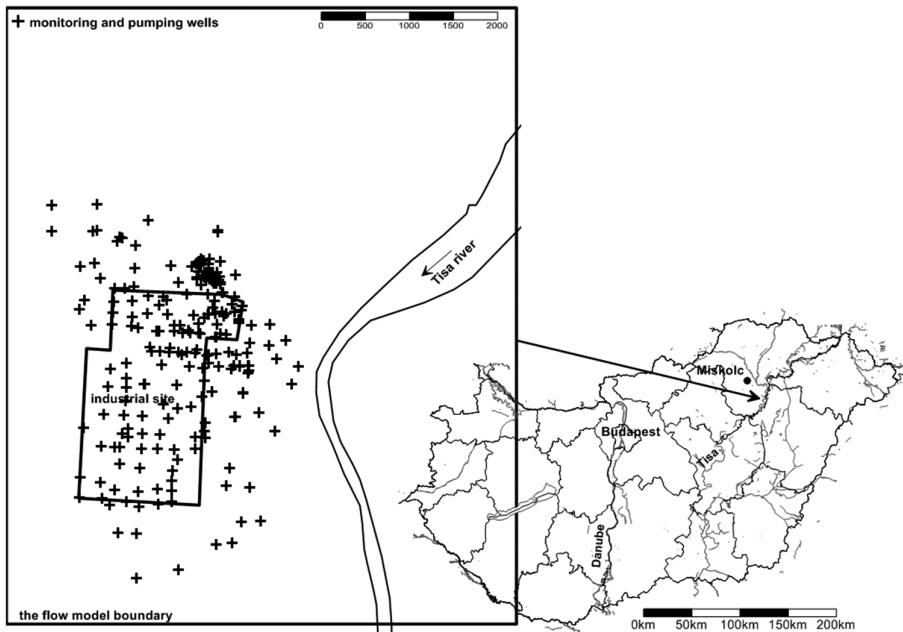 + monitoring and pumping wells
0 500 1000 1500 2000
Tisa river
industrial site
the flow model boundary
Miskolc
Budapest
Tisa
Danube
0km 50km 100km 150km 200km